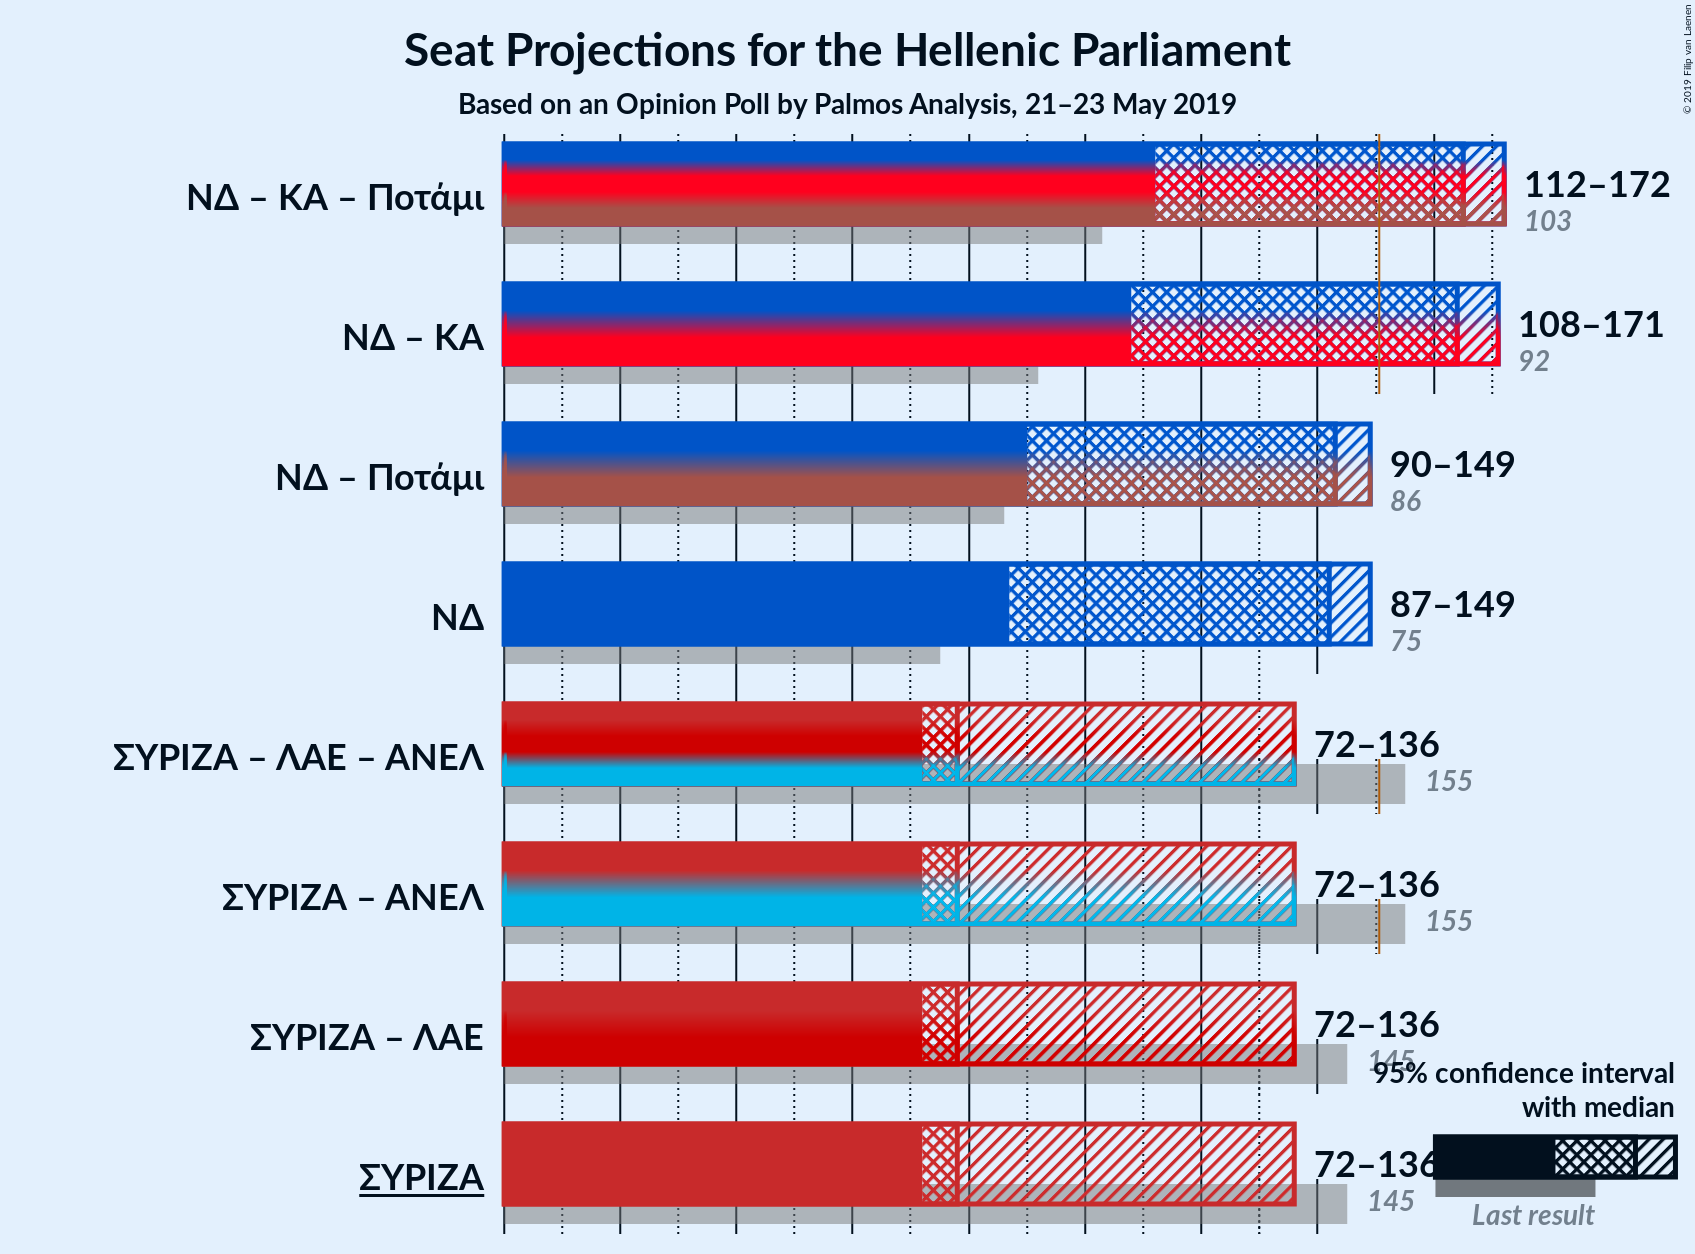 Seat Projections for the Hellenic Parliament
Based on an Opinion Poll by Palmos Analysis, 21–23 May 2019
© 2019 Filip van Laenen
ΝΔ – ΚΑ – Ποτάμι
112–172
103
ΝΔ – ΚΑ
108–171
92
ΝΔ – Ποτάμι
90–149
86
ΝΔ
87–149
75
ΣΥΡΙΖΑ – ΛΑΕ – ΑΝΕΛ
72–136
155
ΣΥΡΙΖΑ – ΑΝΕΛ
72–136
155
ΣΥΡΙΖΑ – ΛΑΕ
72–136
145
95% confidence interval
with median
ΣΥΡΙΖΑ
72–136
145
Last result